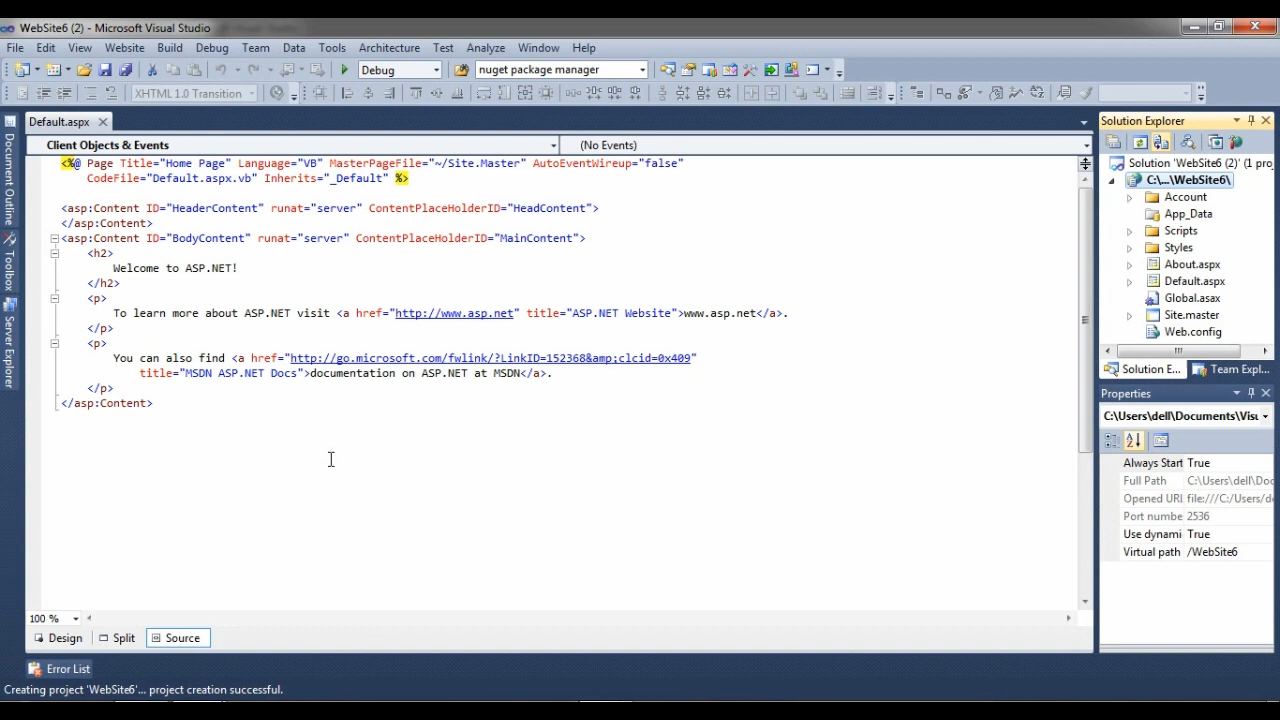 WebSite6 (2) - Microsoft Visual Studio
File Edit View Website Build Debug Team Data Tools Architecture Test Analyze Window Help
Debug nuget package manager
XHTML 1.0 Transition
Default.aspx
Client Objects & Events (No Events)
<%@ Page Title="Home Page" Language="VB" MasterPageFile="~/Site.Master" AutoEventWireup="false"
CodeFile="Default.aspx.vb" Inherits="_Default" %>
<asp:Content ID="HeaderContent" runat="server" ContentPlaceHolderID="HeadContent">
</asp:Content>
<asp:Content ID="BodyContent" runat="server" ContentPlaceHolderID="MainContent">
<h2>
Welcome to ASP.NET!
</h2>
<p>
To learn more about ASP.NET visit <a href="http://www.asp.net" title="ASP.NET Website">www.asp.net</a>.
</p>
<p>
You can also find <a href="http://go.microsoft.com/fwlink/?LinkID=152368&amp;clcid=0x409"
title="MSDN ASP.NET Docs">documentation on ASP.NET at MSDN</a>.
</p>
</asp:Content>
100 %
Design Split Source
Error List
Creating project 'WebSite6'... project creation successful.
Document Outline
Toolbox
Server Explorer
Solution Explorer
Solution 'WebSite6 (2)' (1 pro
C:\...\WebSite6\
Account
App_Data
Scripts
Styles
About.aspx
Default.aspx
Global.asax
Site.master
Web.config
Solution E... Team Expl...
Properties
C:\Users\dell\Documents\Visu
Always Start True
Full Path C:\Users\dell\Doc
Opened URL file:///C:/Users/de
Port numbe 2536
Use dynami True
Virtual path /WebSite6